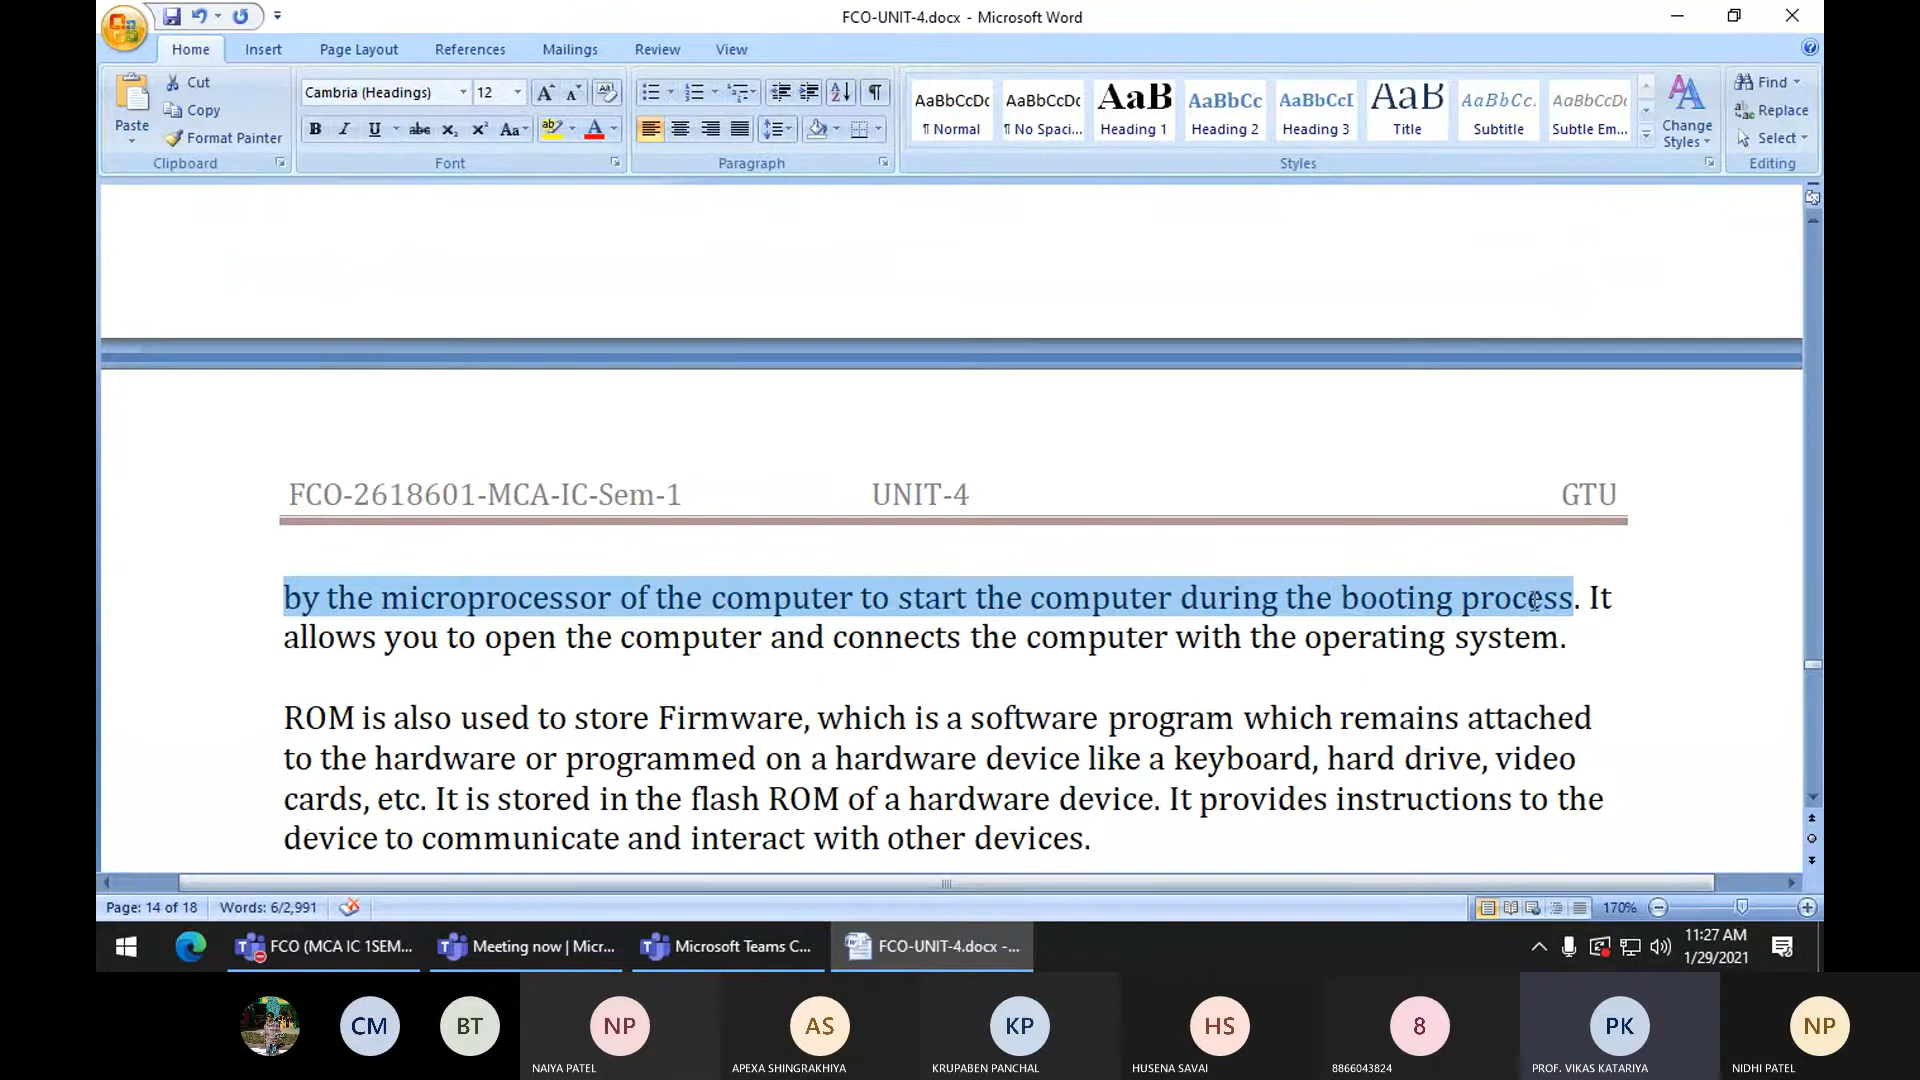 FCO-UNIT-4.docx - Microsoft Word
Home Insert Page Layout References Mailings Review View
Paste
Cut
Copy
Format Painter
Clipboard
Cambria (Headings) 12
Font
Paragraph
AaBbCcDc AaBbCcDc AaB AaBbCc AaBbCcI AaB AaBbCc. AaBbCcDc
¶ Normal ¶ No Spaci... Heading 1 Heading 2 Heading 3 Title Subtitle Subtle Em...
Change
Styles
Styles
Find
Replace
Select
Editing
FCO-2618601-MCA-IC-Sem-1 UNIT-4 GTU
by the microprocessor of the computer to start the computer during the booting process. It
allows you to open the computer and connects the computer with the operating system.
ROM is also used to store Firmware, which is a software program which remains attached
to the hardware or programmed on a hardware device like a keyboard, hard drive, video
cards, etc. It is stored in the flash ROM of a hardware device. It provides instructions to the
device to communicate and interact with other devices.
Page: 14 of 18 Words: 6/2,991 170%
FCO (MCA IC 1SEM... Meeting now | Micr... Microsoft Teams C... FCO-UNIT-4.docx -...
11:27 AM
1/29/2021
CM BT NP AS KP HS 8 PK NP
NAIYA PATEL APEXA SHINGRAKHIYA KRUPABEN PANCHAL HUSENA SAVAI 8866043824 PROF. VIKAS KATARIYA NIDHI PATEL